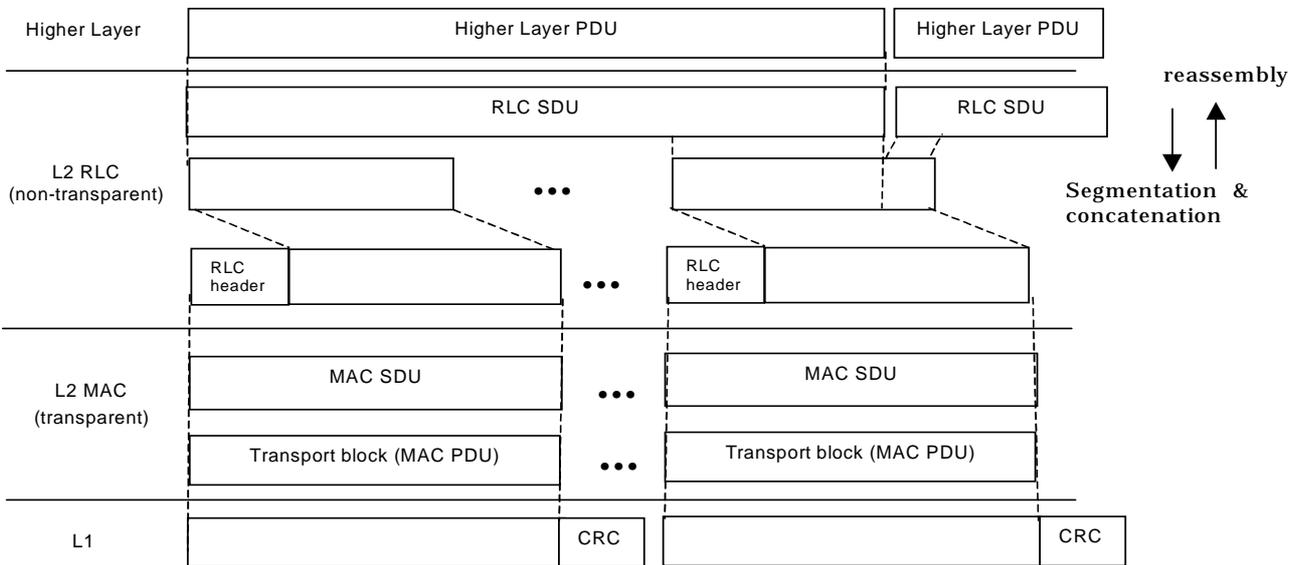 Higher Layer
Higher Layer PDU
Higher Layer PDU
reassembly
RLC SDU
RLC SDU
L2 RLC
(non-transparent)
Segmentation &
concatenation
RLC
header
RLC
header
L2 MAC
(transparent)
MAC SDU
MAC SDU
Transport block (MAC PDU)
Transport block (MAC PDU)
L1
CRC
CRC